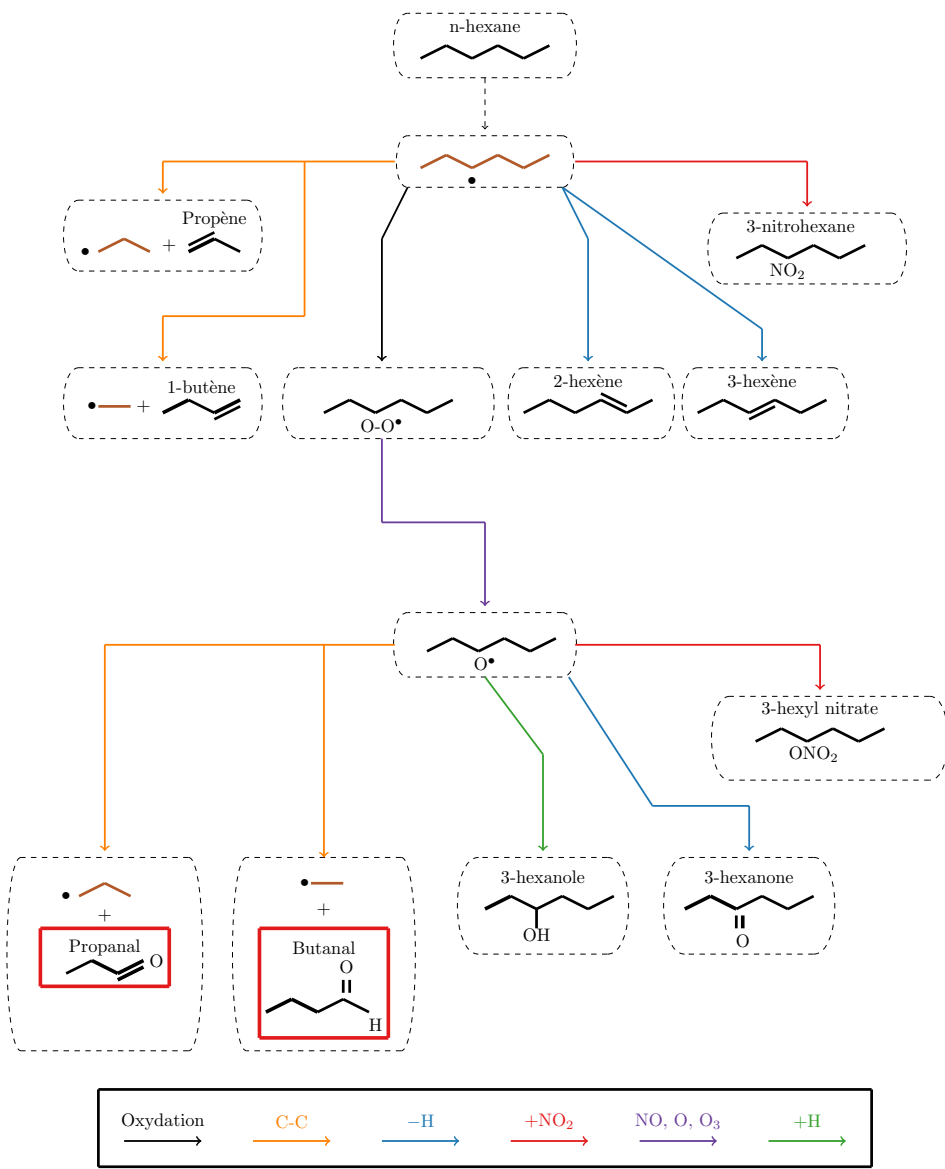 n-hexane
Propène
+
3-nitrohexane
NO₂
1-butène
+
O-O•
2-hexène
3-hexène
O•
3-hexyl nitrate
ONO₂
+
Propanal
O
+
Butanal
O
H
3-hexanole
OH
3-hexanone
O
Oxydation C-C −H +NO₂ NO, O, O₃ +H